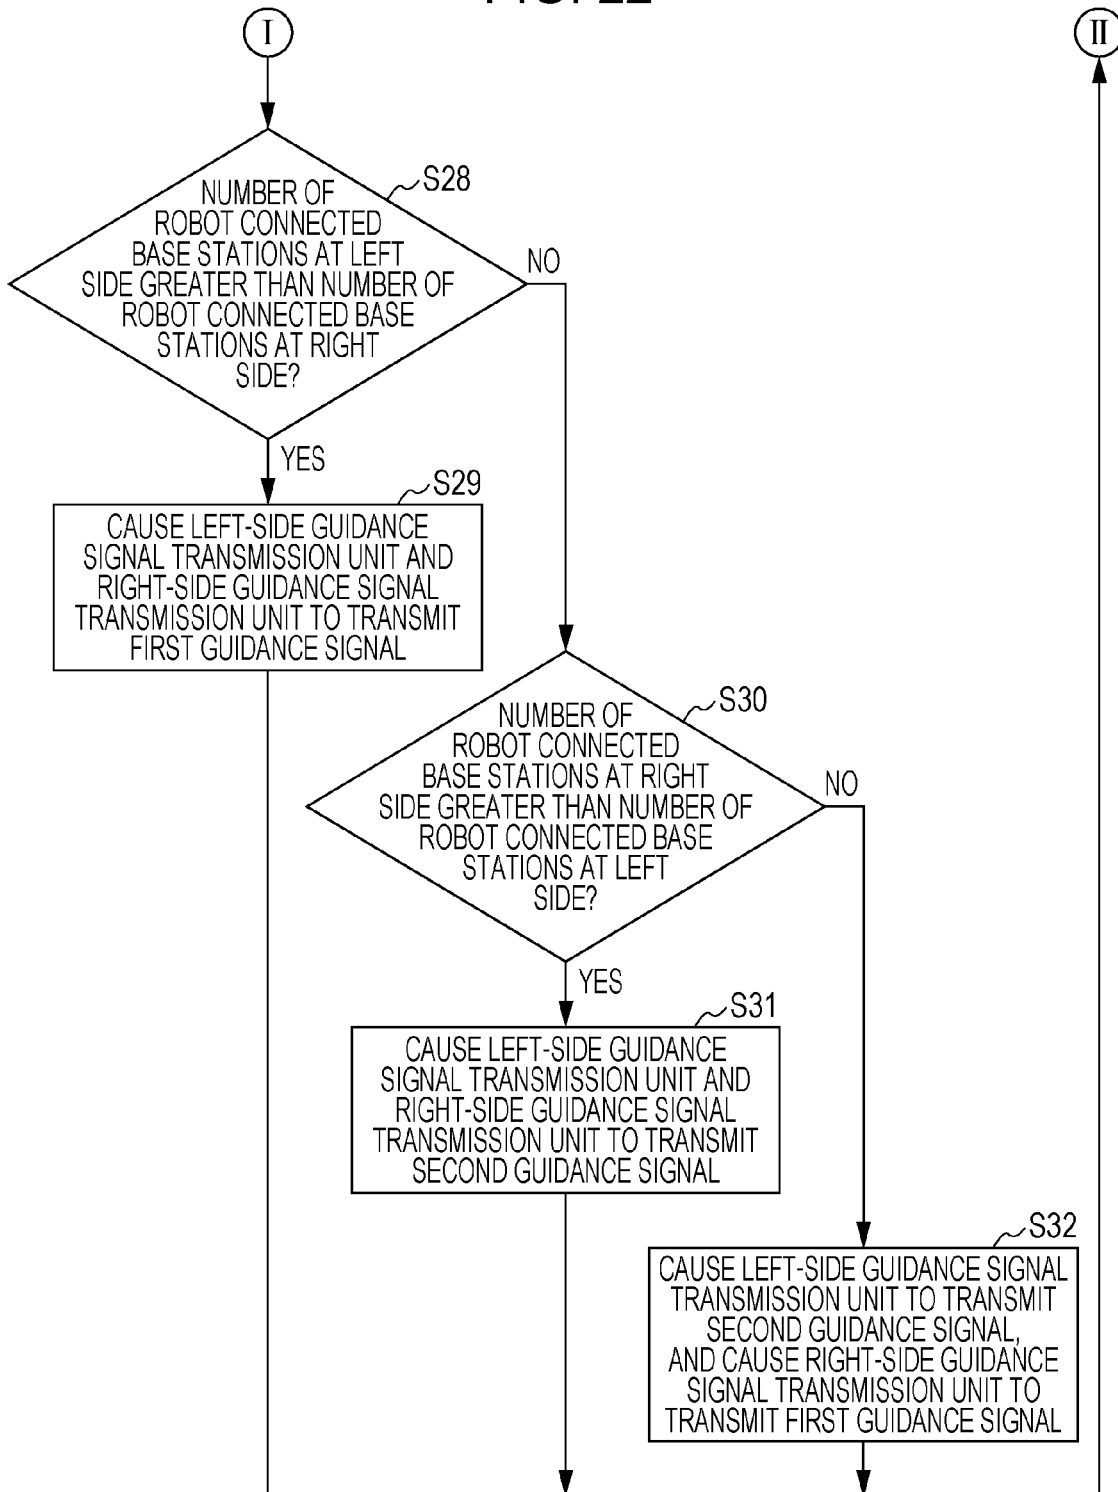 FIG. 22
I
II
S28
NUMBER OF
ROBOT CONNECTED
BASE STATIONS AT LEFT
SIDE GREATER THAN NUMBER OF
ROBOT CONNECTED BASE
STATIONS AT RIGHT
SIDE?
NO
YES
S29
CAUSE LEFT-SIDE GUIDANCE
SIGNAL TRANSMISSION UNIT AND
RIGHT-SIDE GUIDANCE SIGNAL
TRANSMISSION UNIT TO TRANSMIT
FIRST GUIDANCE SIGNAL
S30
NUMBER OF
ROBOT CONNECTED
BASE STATIONS AT RIGHT
SIDE GREATER THAN NUMBER OF
ROBOT CONNECTED BASE
STATIONS AT LEFT
SIDE?
NO
YES
S31
CAUSE LEFT-SIDE GUIDANCE
SIGNAL TRANSMISSION UNIT AND
RIGHT-SIDE GUIDANCE SIGNAL
TRANSMISSION UNIT TO TRANSMIT
SECOND GUIDANCE SIGNAL
S32
CAUSE LEFT-SIDE GUIDANCE SIGNAL
TRANSMISSION UNIT TO TRANSMIT
SECOND GUIDANCE SIGNAL,
AND CAUSE RIGHT-SIDE GUIDANCE
SIGNAL TRANSMISSION UNIT TO
TRANSMIT FIRST GUIDANCE SIGNAL